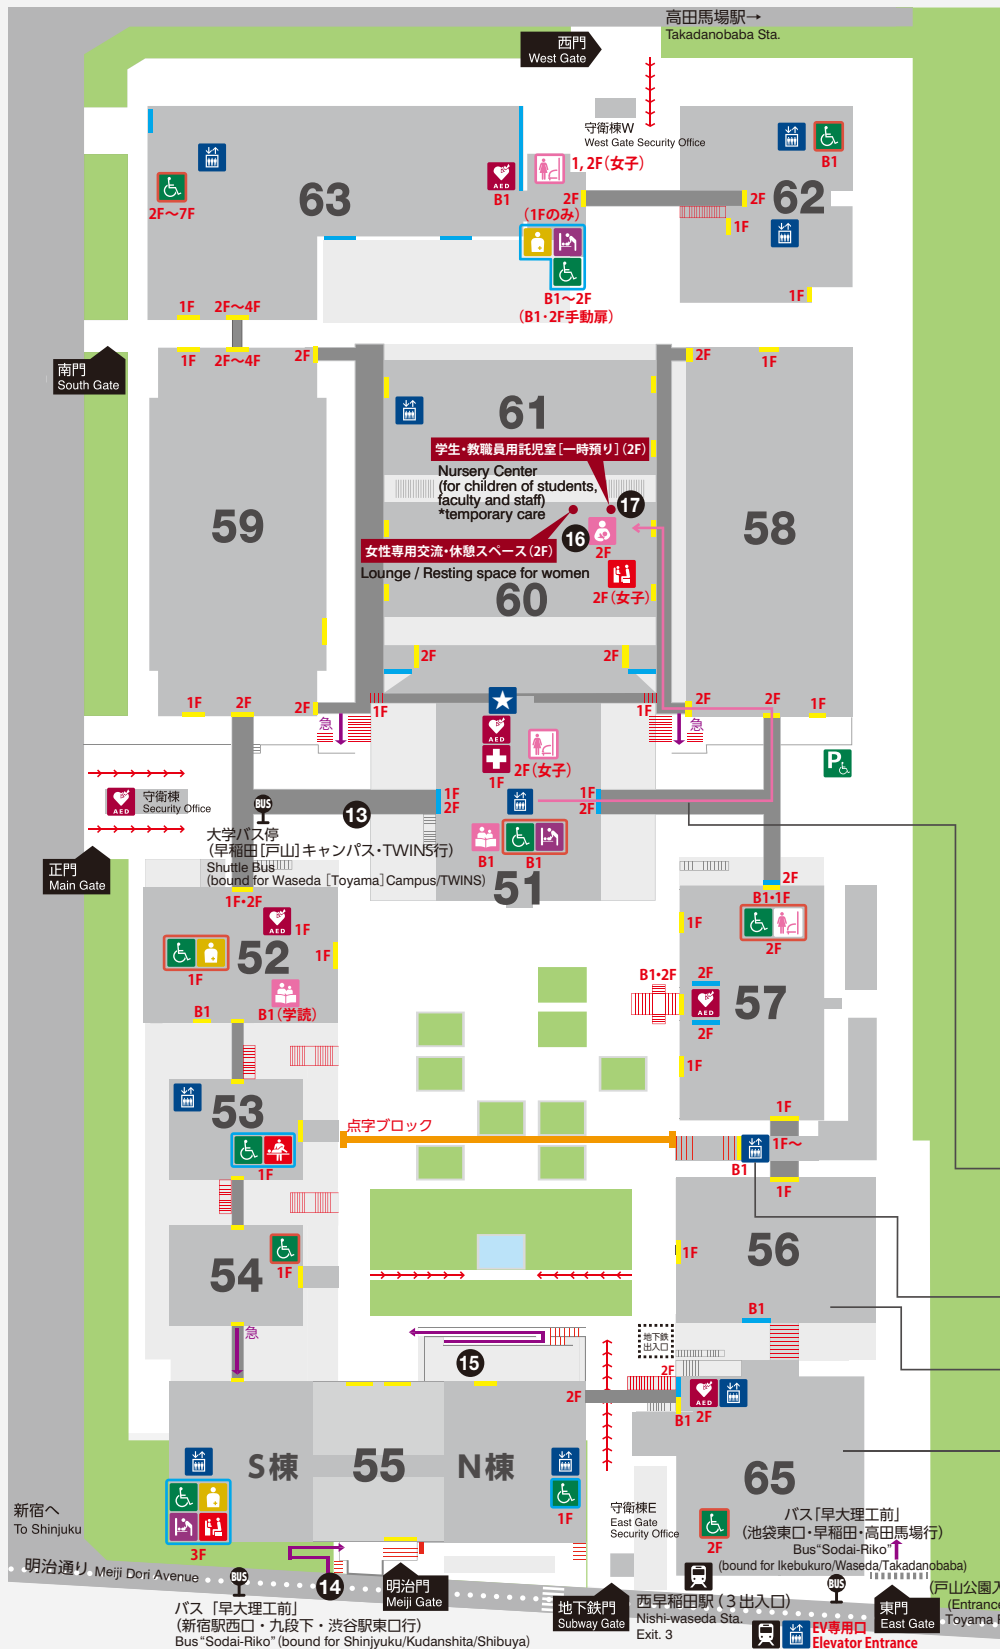 高田馬場駅→
Takadanobaba Sta.
西門
West Gate
守衛棟W
West Gate Security Office
1, 2F（女子）
AED
B1
B1
2F～7F
63
62
2F
2F
（1Fのみ）
1F
B1～2F
（B1・2F手動扉）
1F
1F
2F～4F
1F
2F～4F
2F
2F
1F
南門
South Gate
61
学生・教職員用託児室［一時預り］（2F）
Nursery Center
(for children of students,
faculty and staff)
*temporary care
17
16
59
58
女性専用交流・休憩スペース（2F）
2F
Lounge / Resting space for women
2F（女子）
60
2F
2F
1F
2F
2F
1F
1F
2F
2F
1F
急
急
AED
2F（女子）
1F
P
守衛棟
Security Office
AED
BUS
13
1F
2F
1F
2F
大学バス停
（早稲田［戸山］キャンパス・TWINS行）
Shuttle Bus
(bound for Waseda［Toyama］Campus/TWINS)
正門
Main Gate
B1
B1
51
1F・2F
2F
B1・1F
AED
1F
1F
2F
52
1F
1F
B1
B1（学読）
B1・2F
2F
AED
2F
57
1F
53
1F
点字ブロック
1F
1F～
B1
1F
54
1F
56
1F
B1
急
地下鉄
出入口
15
2F
2F
AED
B1
2F
S棟
55
N棟
65
1F
3F
新宿へ
To Shinjuku
守衛棟E
East Gate
Security Office
2F
バス「早大理工前」
（池袋東口・早稲田・高田馬場行）
Bus“Sodai-Riko”
(bound for Ikebukuro/Waseda/Takadanobaba)
明治通り Meiji Dori Avenue
BUS
14
明治門
Meiji Gate
地下鉄門
Subway Gate
西早稲田駅（３出入口）
Nishi-waseda Sta.
Exit. 3
BUS
東門
East Gate
（戸山公園入
(Entrance
Toyama P
バス「早大理工前」
（新宿駅西口・九段下・渋谷駅東口行）
Bus“Sodai-Riko”(bound for Shinjyuku/Kudanshita/Shibuya)
EV専用口
Elevator Entrance